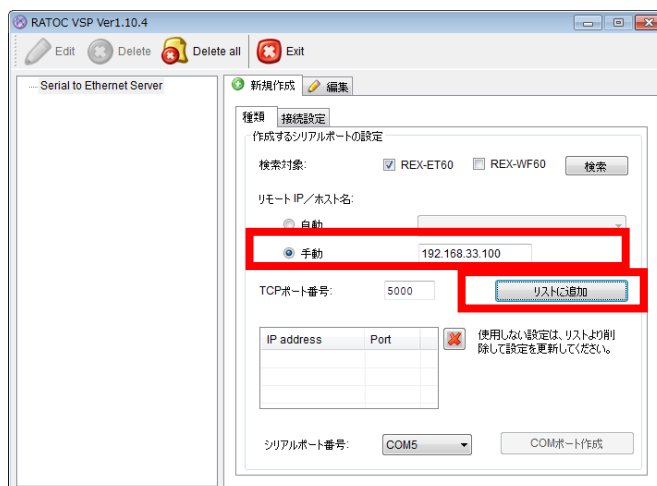 RATOC VSP Ver1.10.4
Edit Delete Delete all Exit
Serial to Ethernet Server
新規作成 編集
種類 接続設定
作成するシリアルポートの設定
検索対象: REX-ET60 REX-WF60 検索
リモート IP/ホスト名:
自動
手動 192.168.33.100
TCPポート番号: 5000 リストに追加
IP address Port
使用しない設定は、リストより削
除して設定を更新してください。
シリアルポート番号: COM5 COMポート作成